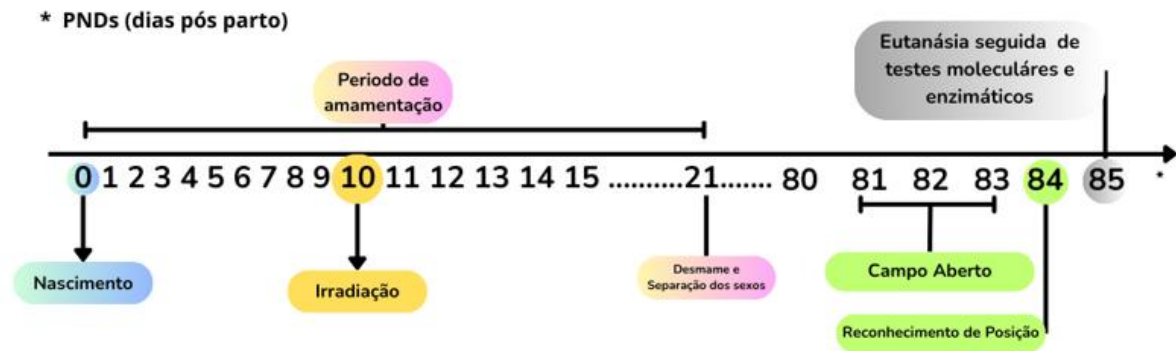 * PNDs (dias pós parto)
Eutanásia seguida de
testes moleculáres e
enzimáticos
Periodo de
amamentação
0 1 2 3 4 5 6 7 8 9 10 11 12 13 14 15 ..........21....... 80 81 82 83 84 85 *
Nascimento
Irradiação
Desmame e
Separação dos sexos
Campo Aberto
Reconhecimento de Posição